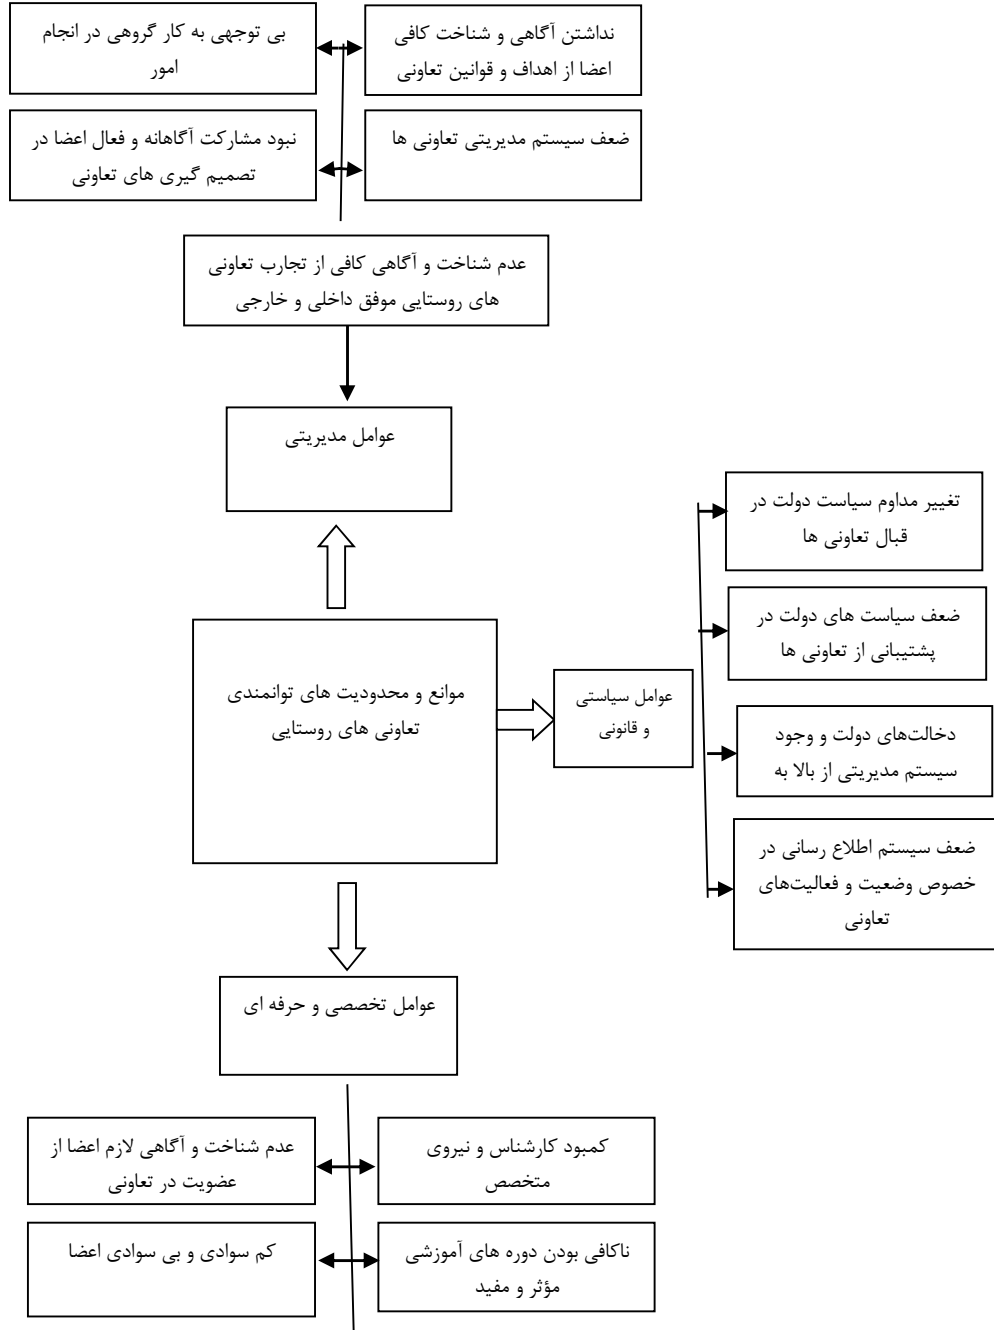 نداشتن آگاهی و شناخت کافی
اعضا از اهداف و قوانین تعاونی
بی توجهی به کار گروهی در انجام
امور
ضعف سیستم مدیریتی تعاونی ها
نبود مشارکت آگاهانه و فعال اعضا در
تصمیم گیری های تعاونی
عدم شناخت و آگاهی کافی از تجارب تعاونی
های روستایی موفق داخلی و خارجی
عوامل مدیریتی
تغییر مداوم سیاست دولت در
قبال تعاونی ها
ضعف سیاست های دولت در
پشتیبانی از تعاونی ها
موانع و محدودیت های توانمندی
تعاونی های روستایی
عوامل سیاستی
و قانونی
دخالت‌های دولت و وجود
سیستم مدیریتی از بالا به
ضعف سیستم اطلاع رسانی در
خصوص وضعیت و فعالیت‌های
تعاونی
عوامل تخصصی و حرفه ای
کمبود کارشناس و نیروی
متخصص
عدم شناخت و آگاهی لازم اعضا از
عضویت در تعاونی
ناکافی بودن دوره های آموزشی
مؤثر و مفید
کم سوادی و بی سوادی اعضا